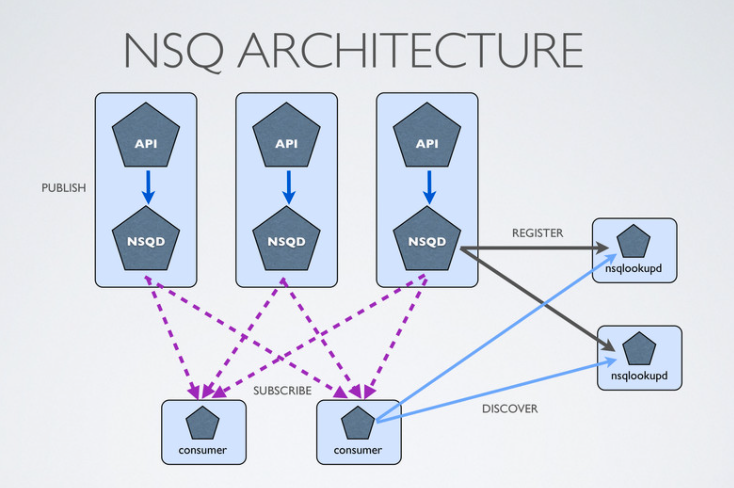 NSQ ARCHITECTURE
API
API
API
PUBLISH
NSQD
NSQD
NSQD
REGISTER
nsqlookupd
nsqlookupd
SUBSCRIBE
DISCOVER
consumer
consumer